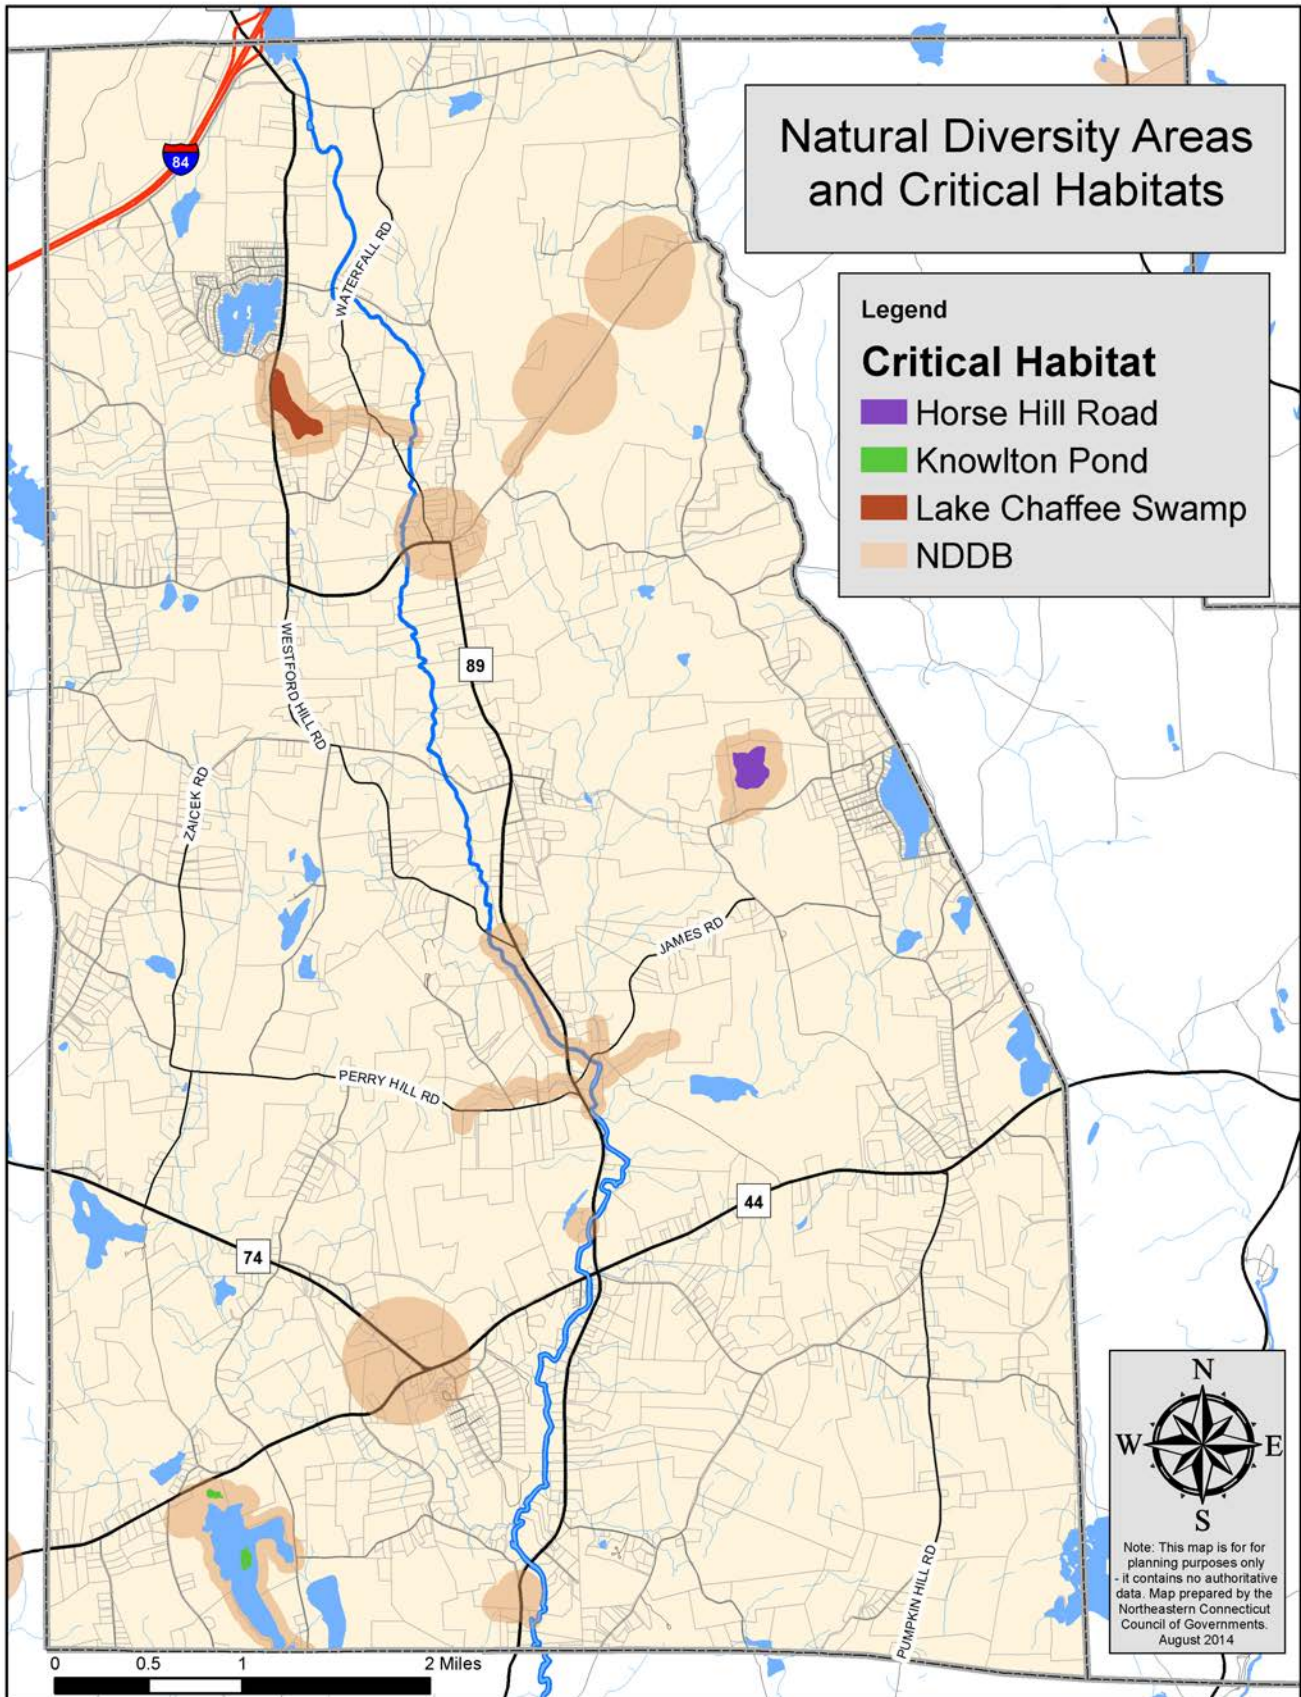 Natural Diversity Areas
and Critical Habitats
Legend
Critical Habitat
Horse Hill Road
Knowlton Pond
Lake Chaffee Swamp
NDDB
84
WATERFALL RD
89
WESTFORD HILL RD
ZAICEK RD
JAMES RD
PERRY HILL RD
44
74
PUMPKIN HILL RD
N
W
E
S
Note: This map is for for
planning purposes only
- it contains no authoritative
data. Map prepared by the
Northeastern Connecticut
Council of Governments.
August 2014
0 0.5 1 2 Miles